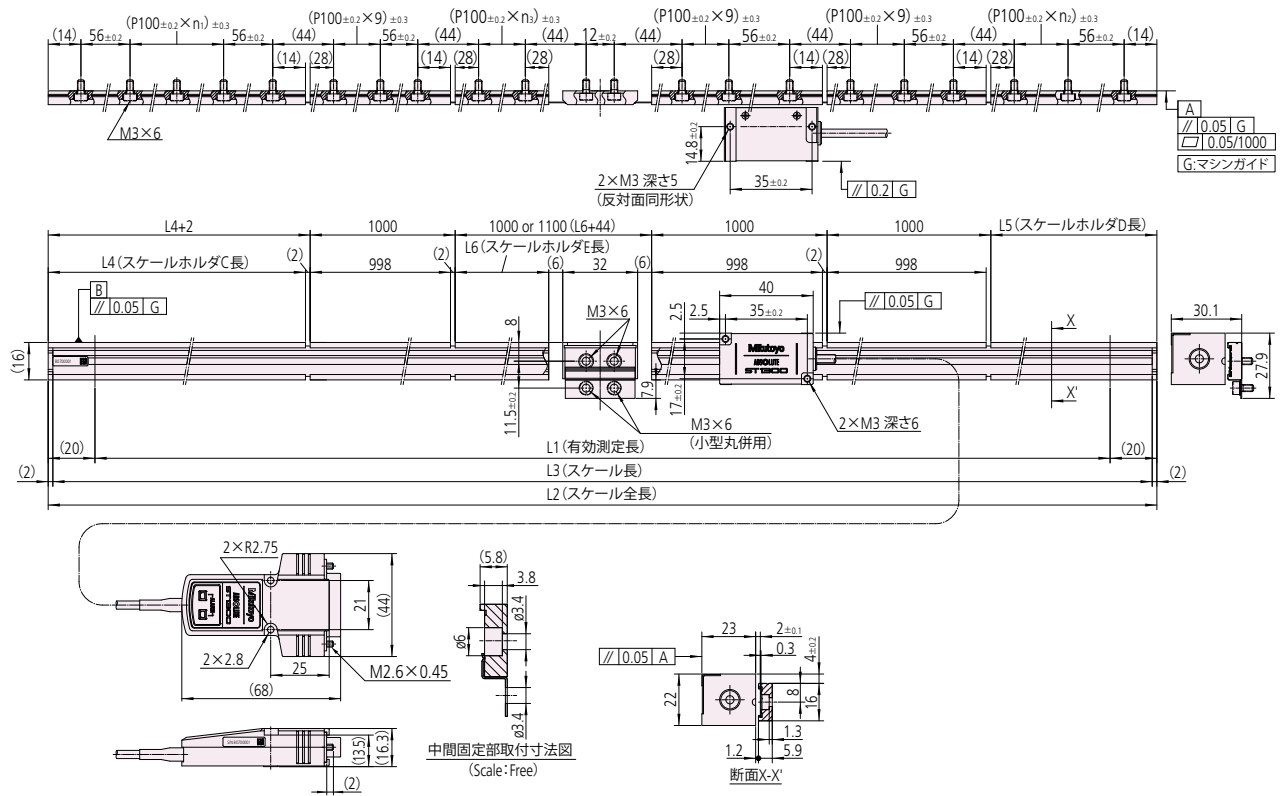 (14)
56±0.2
(P100±0.2×n1)±0.3
56±0.2
(44)
(P100±0.2×9)±0.3
56±0.2
(44)
(P100±0.2×n3)±0.3
(44)
12±0.2
(44)
(P100±0.2×9)±0.3
56±0.2
(44)
(P100±0.2×9)±0.3
56±0.2
(44)
(P100±0.2×n2)±0.3
56±0.2
(14)
(14)
(28)
(14)
(28)
(28)
(28)
(14)
(28)
(14)
(28)
M3×6
14.8±0.2
2×M3 深さ5
(反対面同形状)
35±0.2
// 0.2 G
A
// 0.05 G
⏥ 0.05/1000
G:マシンガイド
L4+2
1000
1000 or 1100 (L6+44)
1000
1000
L5(スケールホルダD長)
L4(スケールホルダC長)
(2)
998
(2)
L6(スケールホルダE長)
(6)
32
(6)
998
(2)
998
B
// 0.05 G
8
M3×6
40
2.5
35±0.2
2.5
// 0.05 G
X
30.1
(16)
Mitutoyo
ABSOLUTE
ST1300
27.9
11.5±0.2
7.9
17±0.2
X'
M3×6
(小型丸併用)
2×M3 深さ6
(20)
L1(有効測定長)
(20)
(2)
L3(スケール長)
(2)
L2(スケール全長)
2×R2.75
Mitutoyo
ABSOLUTE
ST1300
21
(44)
2×2.8
25
M2.6×0.45
(68)
(13.5)
(16.3)
(2)
(5.8)
3.8
ø3.4
ø6
ø3.4
中間固定部取付寸法図
(Scale:Free)
23
2±0.1
0.3
4±0.2
// 0.05 A
22
8
16
1.3
1.2
5.9
断面X-X'